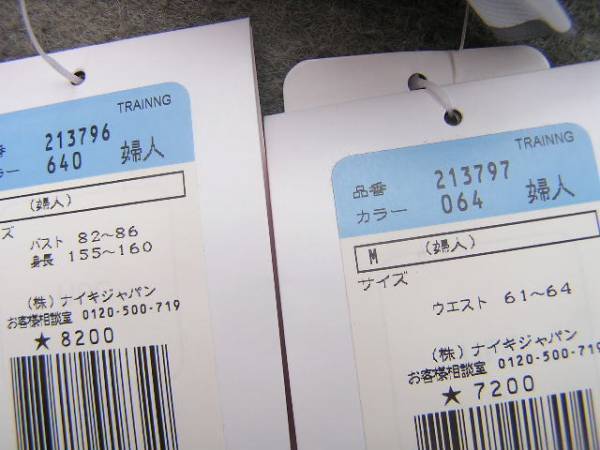 TRAINNG
番 213796
ラー 640 婦人
(婦人)
ズ
バスト 82～86
身長 155～160
(株) ナイキジャパン
お客様相談室 0120-500-719
★ 8200
TRAINNG
品番 213797
カラー 064 婦人
M (婦人)
サイズ
ウエスト 61～64
(株) ナイキジャパン
お客様相談室 0120-500-719
★ 7200